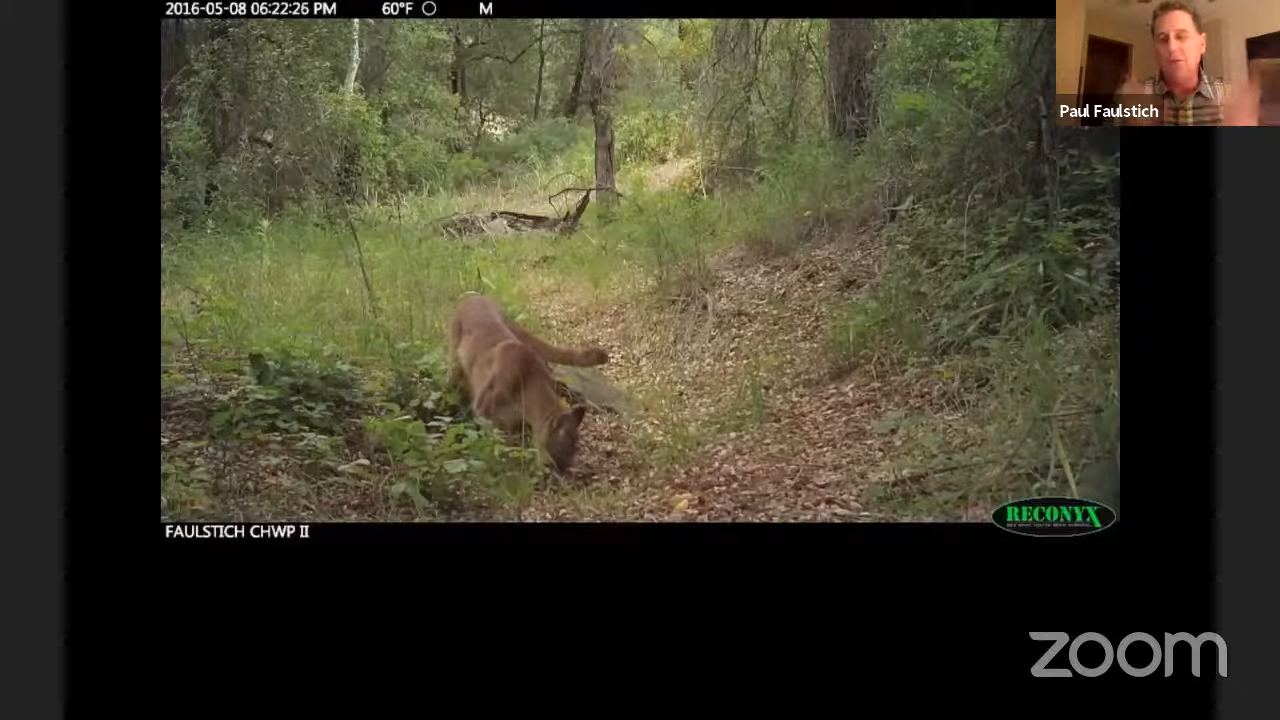 2016-05-08 06:22:26 PM 60°F M
Paul Faulstich
FAULSTICH CHWP II
RECONYX
zoom